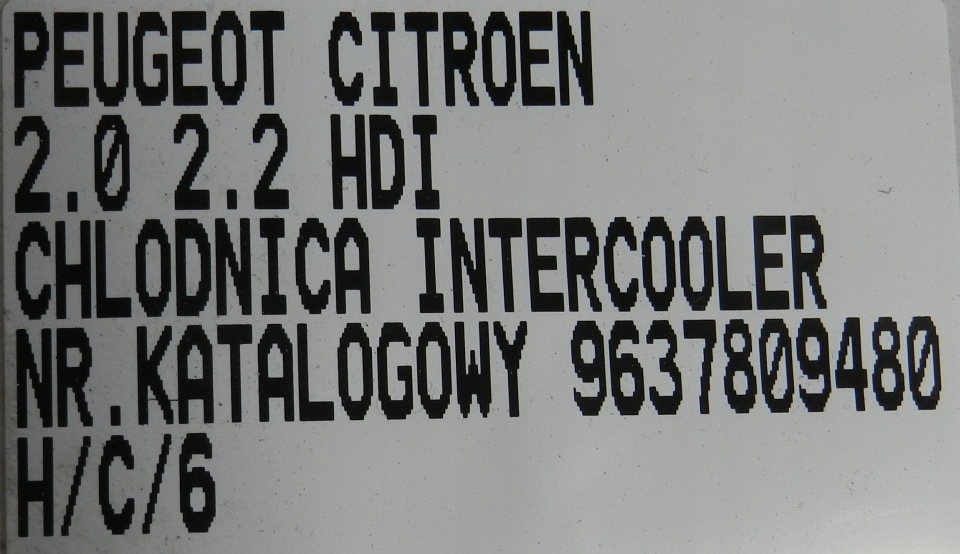 PEUGEOT CITROEN
2.0 2.2 HDI
CHLODNICA INTERCOOLER
NR.KATALOGOWY 9637809480
H/C/6